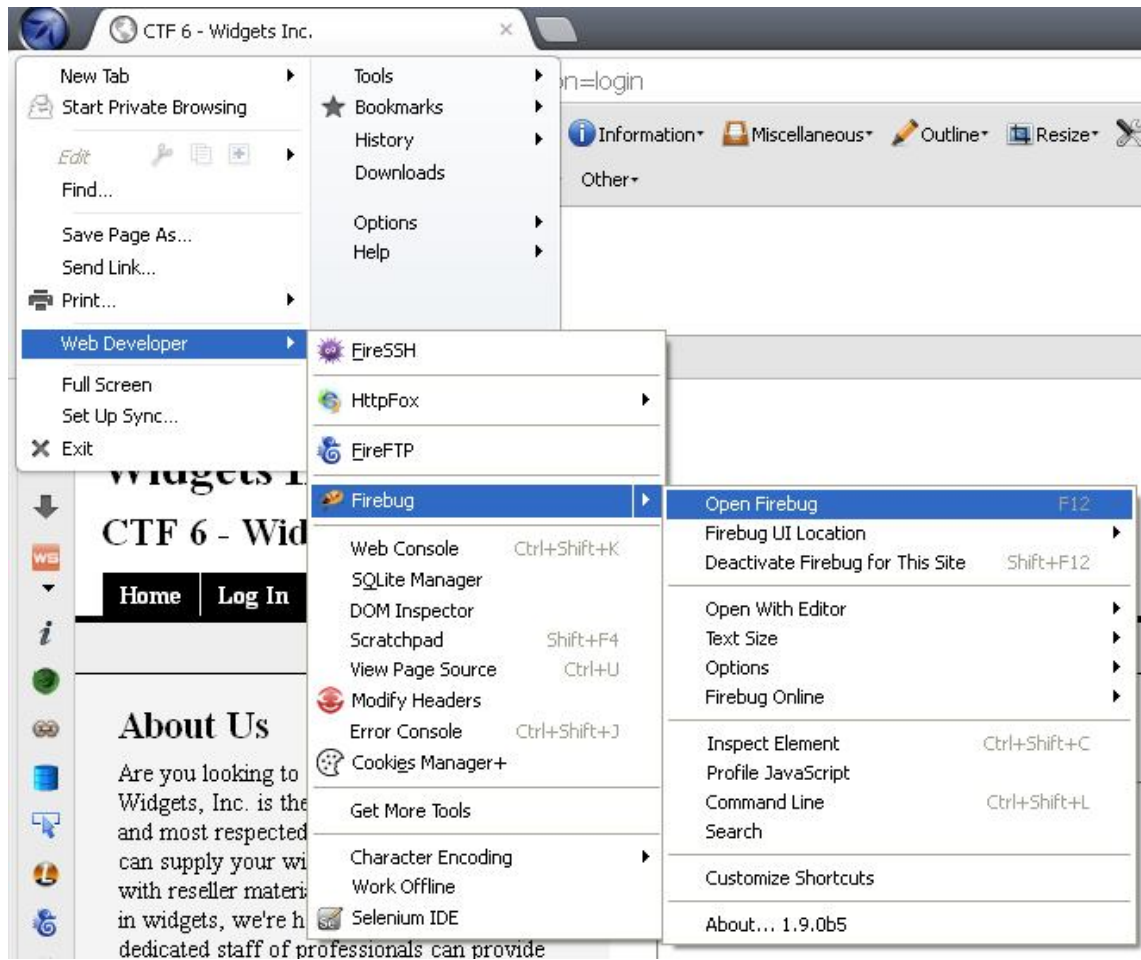 CTF 6 - Widgets Inc.
on=login
New Tab
Start Private Browsing
Edit
Find...
Save Page As...
Send Link...
Print...
Web Developer
Full Screen
Set Up Sync...
Exit
Tools
Bookmarks
History
Downloads
Options
Help
Information
Miscellaneous
Outline
Resize
Other
FireSSH
HttpFox
FireFTP
Firebug
Web Console Ctrl+Shift+K
SQLite Manager
DOM Inspector
Scratchpad Shift+F4
View Page Source Ctrl+U
Modify Headers
Error Console Ctrl+Shift+J
Cookies Manager+
Get More Tools
Character Encoding
Work Offline
Selenium IDE
Open Firebug F12
Firebug UI Location
Deactivate Firebug for This Site Shift+F12
Open With Editor
Text Size
Options
Firebug Online
Inspect Element Ctrl+Shift+C
Profile JavaScript
Command Line Ctrl+Shift+L
Search
Customize Shortcuts
About... 1.9.0b5
WS
Widgets I
CTF 6 - Wid
Home Log In
About Us
Are you looking to
Widgets, Inc. is the
and most respected
can supply your wi
with reseller materi
in widgets, we're h
dedicated staff of professionals can provide